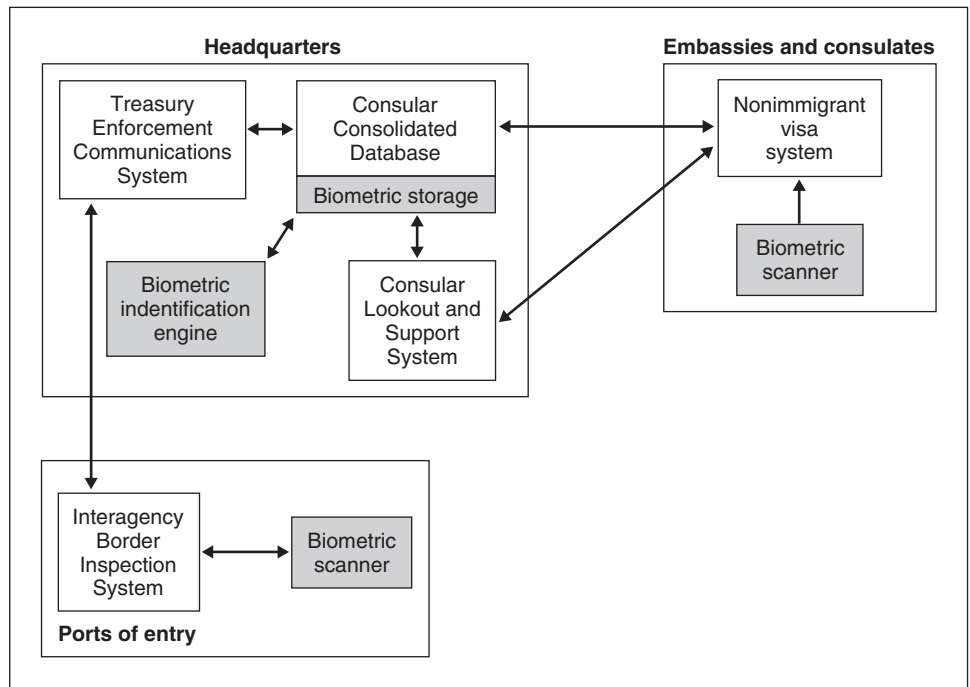 Headquarters
Treasury
Enforcement
Communications
System
Consular
Consolidated
Database
Biometric storage
Biometric
indentification
engine
Consular
Lookout and
Support
System
Embassies and consulates
Nonimmigrant
visa
system
Biometric
scanner
Interagency
Border
Inspection
System
Biometric
scanner
Ports of entry